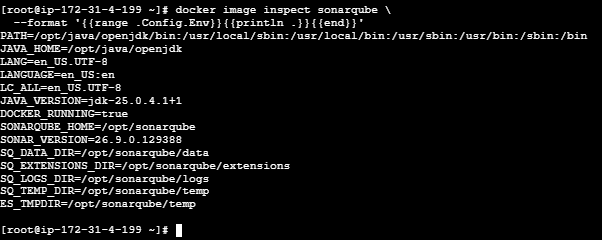 [root@ip-172-31-4-199 ~]# docker image inspect sonarqube \
  --format '{{range .Config.Env}}{{println .}}{{end}}'
PATH=/opt/java/openjdk/bin:/usr/local/sbin:/usr/local/bin:/usr/sbin:/usr/bin:/sbin:/bin
JAVA_HOME=/opt/java/openjdk
LANG=en_US.UTF-8
LANGUAGE=en_US:en
LC_ALL=en_US.UTF-8
JAVA_VERSION=jdk-25.0.4.1+1
DOCKER_RUNNING=true
SONARQUBE_HOME=/opt/sonarqube
SONAR_VERSION=26.9.0.129388
SQ_DATA_DIR=/opt/sonarqube/data
SQ_EXTENSIONS_DIR=/opt/sonarqube/extensions
SQ_LOGS_DIR=/opt/sonarqube/logs
SQ_TEMP_DIR=/opt/sonarqube/temp
ES_TMPDIR=/opt/sonarqube/temp

[root@ip-172-31-4-199 ~]#